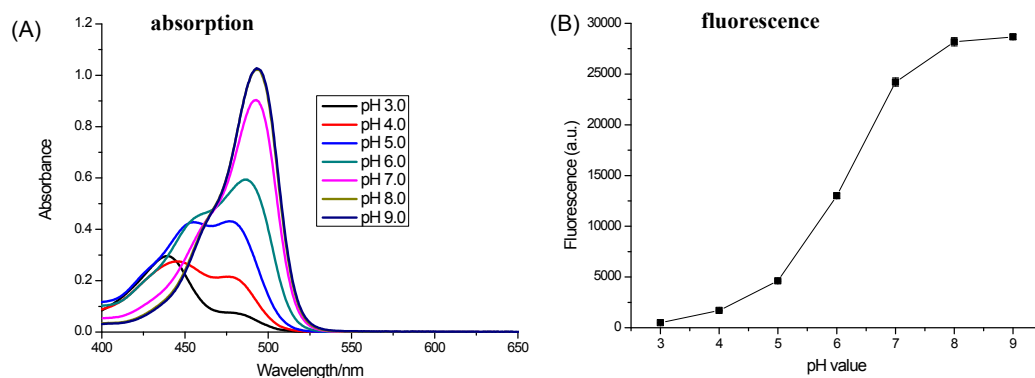 (A)
absorption
1.2
1.0
0.8
0.6
0.4
0.2
0.0
Absorbance
400 450 500 550 600 650
Wavelength/nm
pH 3.0
pH 4.0
pH 5.0
pH 6.0
pH 7.0
pH 8.0
pH 9.0
(B)
fluorescence
30000
25000
20000
15000
10000
5000
0
Fluorescence (a.u.)
3 4 5 6 7 8 9
pH value